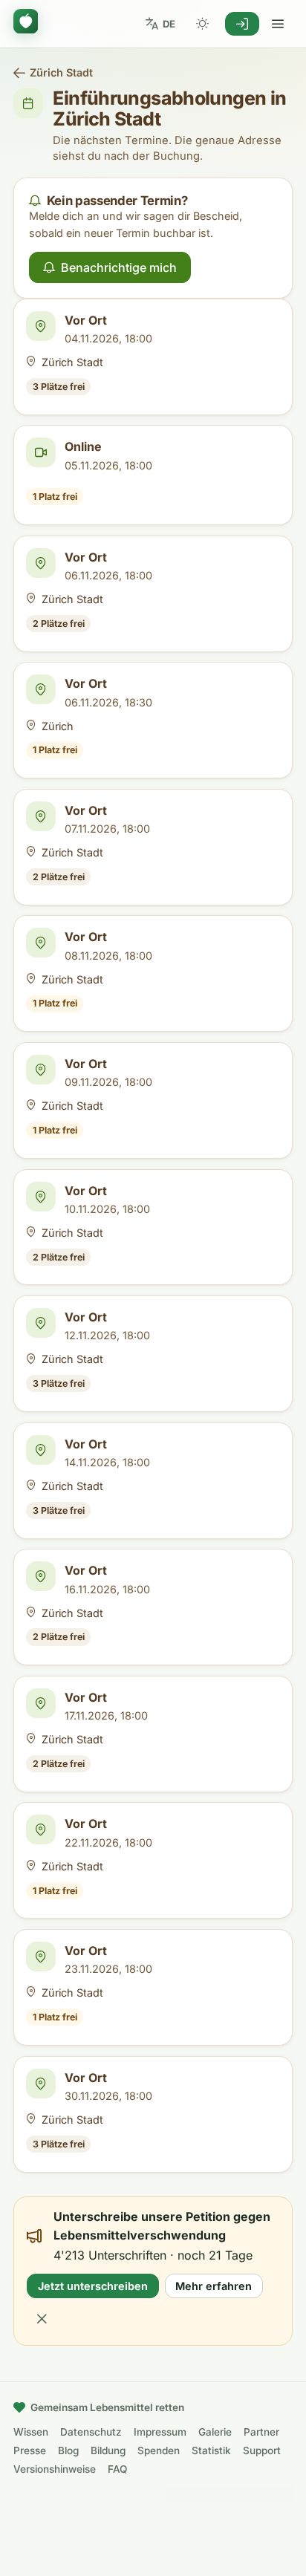 DE
Zürich Stadt
Einführungsabholungen in
Zürich Stadt
Die nächsten Termine. Die genaue Adresse
siehst du nach der Buchung.
Kein passender Termin?
Melde dich an und wir sagen dir Bescheid,
sobald ein neuer Termin buchbar ist.
Benachrichtige mich
Vor Ort
04.11.2026, 18:00
Zürich Stadt
3 Plätze frei
Online
05.11.2026, 18:00
1 Platz frei
Vor Ort
06.11.2026, 18:00
Zürich Stadt
2 Plätze frei
Vor Ort
06.11.2026, 18:30
Zürich
1 Platz frei
Vor Ort
07.11.2026, 18:00
Zürich Stadt
2 Plätze frei
Vor Ort
08.11.2026, 18:00
Zürich Stadt
1 Platz frei
Vor Ort
09.11.2026, 18:00
Zürich Stadt
1 Platz frei
Vor Ort
10.11.2026, 18:00
Zürich Stadt
2 Plätze frei
Vor Ort
12.11.2026, 18:00
Zürich Stadt
3 Plätze frei
Vor Ort
14.11.2026, 18:00
Zürich Stadt
3 Plätze frei
Vor Ort
16.11.2026, 18:00
Zürich Stadt
2 Plätze frei
Vor Ort
17.11.2026, 18:00
Zürich Stadt
2 Plätze frei
Vor Ort
22.11.2026, 18:00
Zürich Stadt
1 Platz frei
Vor Ort
23.11.2026, 18:00
Zürich Stadt
1 Platz frei
Vor Ort
30.11.2026, 18:00
Zürich Stadt
3 Plätze frei
Unterschreibe unsere Petition gegen
Lebensmittelverschwendung
4'213 Unterschriften · noch 21 Tage
Jetzt unterschreiben Mehr erfahren
Gemeinsam Lebensmittel retten
Wissen Datenschutz Impressum Galerie Partner
Presse Blog Bildung Spenden Statistik Support
Versionshinweise FAQ